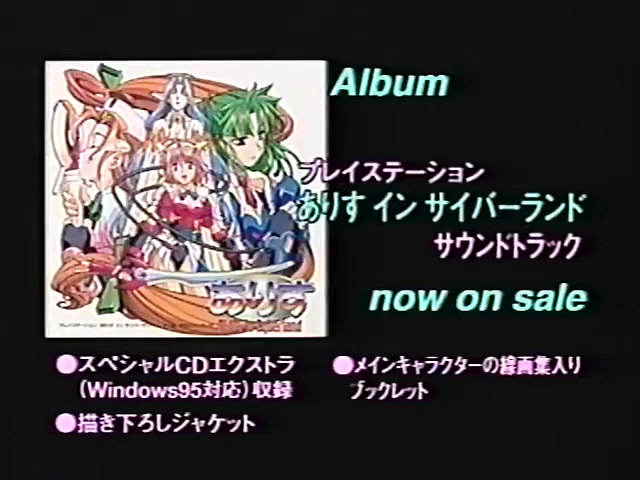 Album
プレイステーション
ありす イン サイバーランド
サウンドトラック
ありす
now on sale
●スペシャルCDエクストラ
(Windows95対応)収録
●描き下ろしジャケット
●メインキャラクターの線画集入り
ブックレット